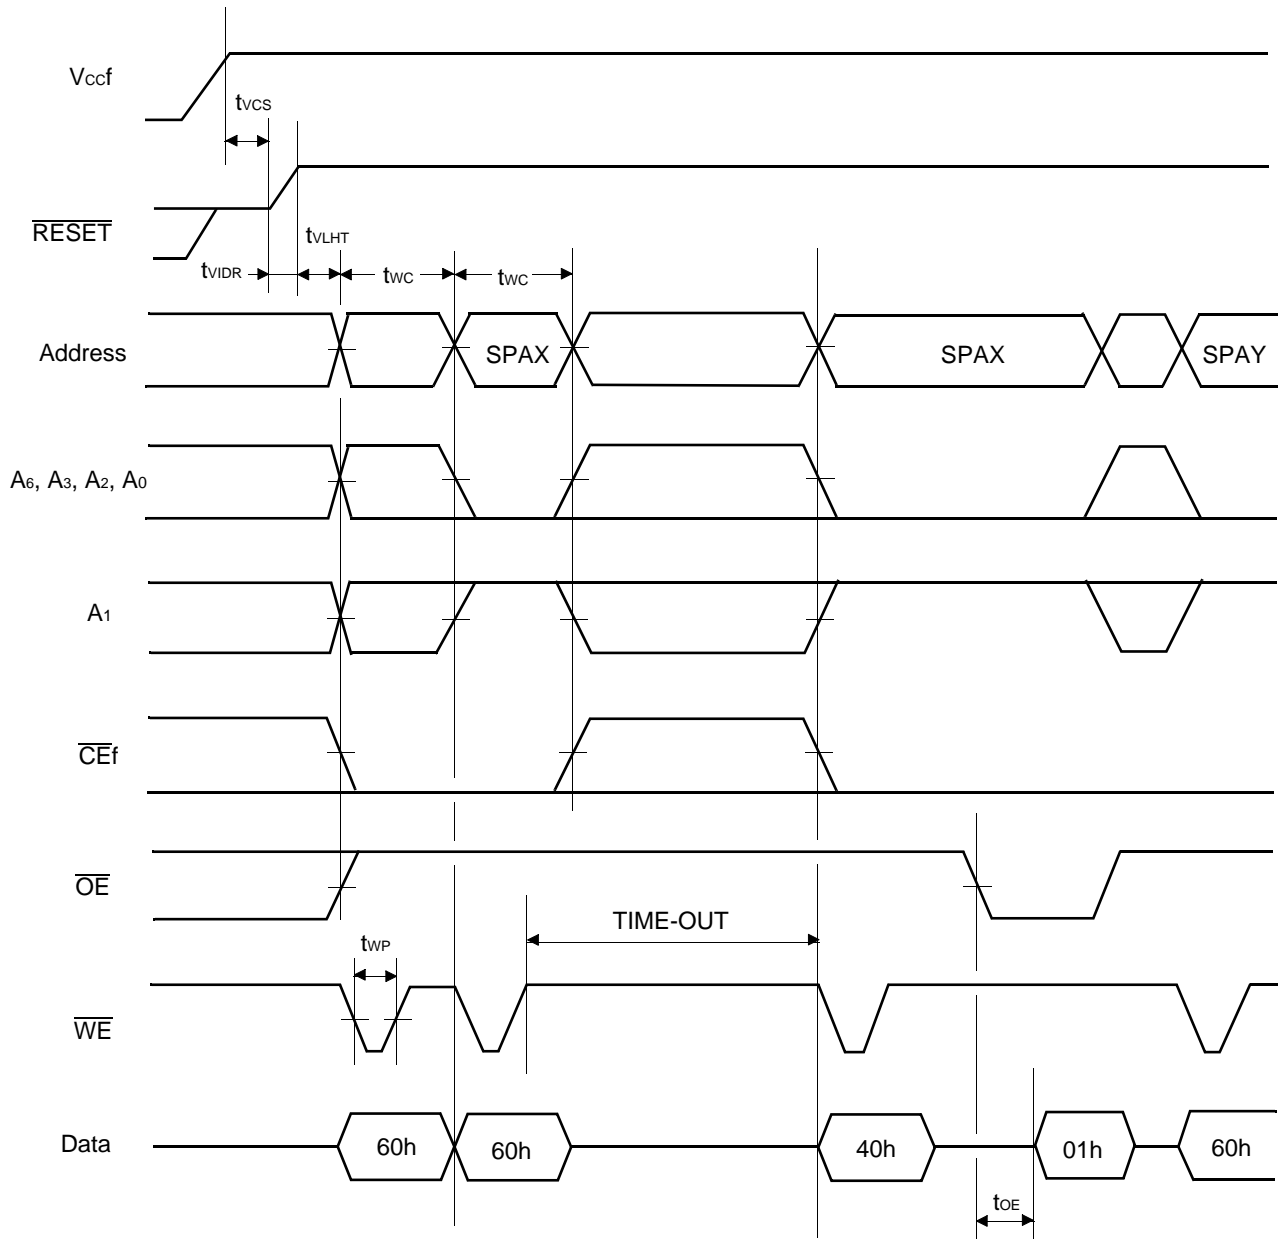 VCCf
tVCS
RESET
tVLHT
tVIDR
tWC
tWC
Address
SPAX
SPAX
SPAY
A6, A3, A2, A0
A1
CEf
OE
TIME-OUT
tWP
WE
Data
60h
60h
40h
01h
60h
tOE